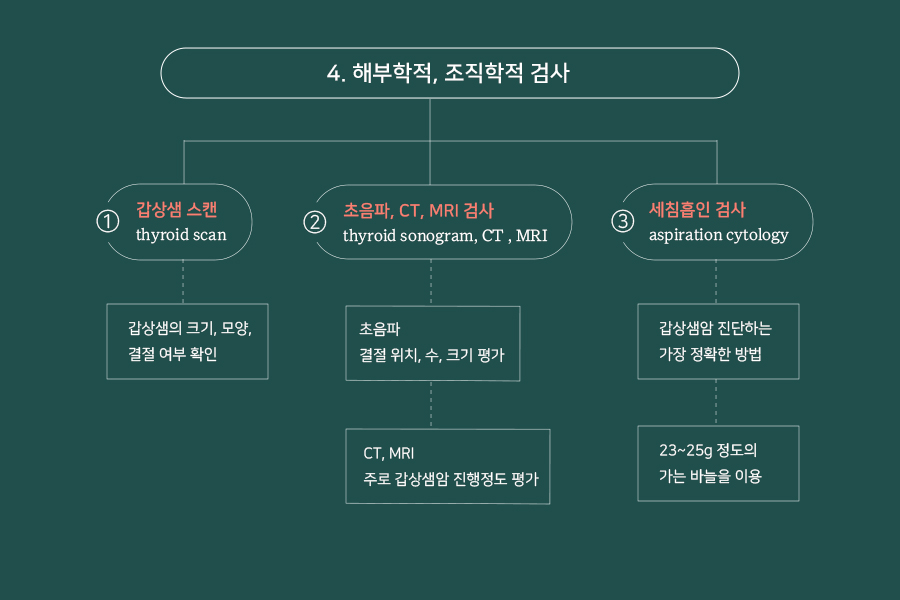 4. 해부학적, 조직학적 검사
① 갑상샘 스캔
thyroid scan
② 초음파, CT, MRI 검사
thyroid sonogram, CT , MRI
③ 세침흡인 검사
aspiration cytology
갑상샘의 크기, 모양,
결절 여부 확인
초음파
결절 위치, 수, 크기 평가
CT, MRI
주로 갑상샘암 진행정도 평가
갑상샘암 진단하는
가장 정확한 방법
23~25g 정도의
가는 바늘을 이용